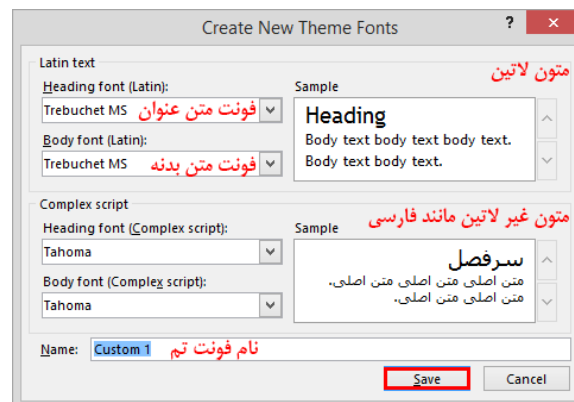 Create New Theme Fonts ? ×
Latin text
متون لاتین
Heading font (Latin):
Sample
Trebuchet MS فونت متن عنوان
Heading
Body font (Latin):
Body text body text body text.
Trebuchet MS فونت متن بدنه
Body text body text.
Complex script
متون غیر لاتین مانند فارسی
Heading font (Complex script):
Sample
Tahoma
سرفصل
Body font (Complex script):
متن اصلی متن اصلی متن اصلی.
Tahoma
متن اصلی متن اصلی.
Name: Custom 1 نام فونت تم
Save Cancel